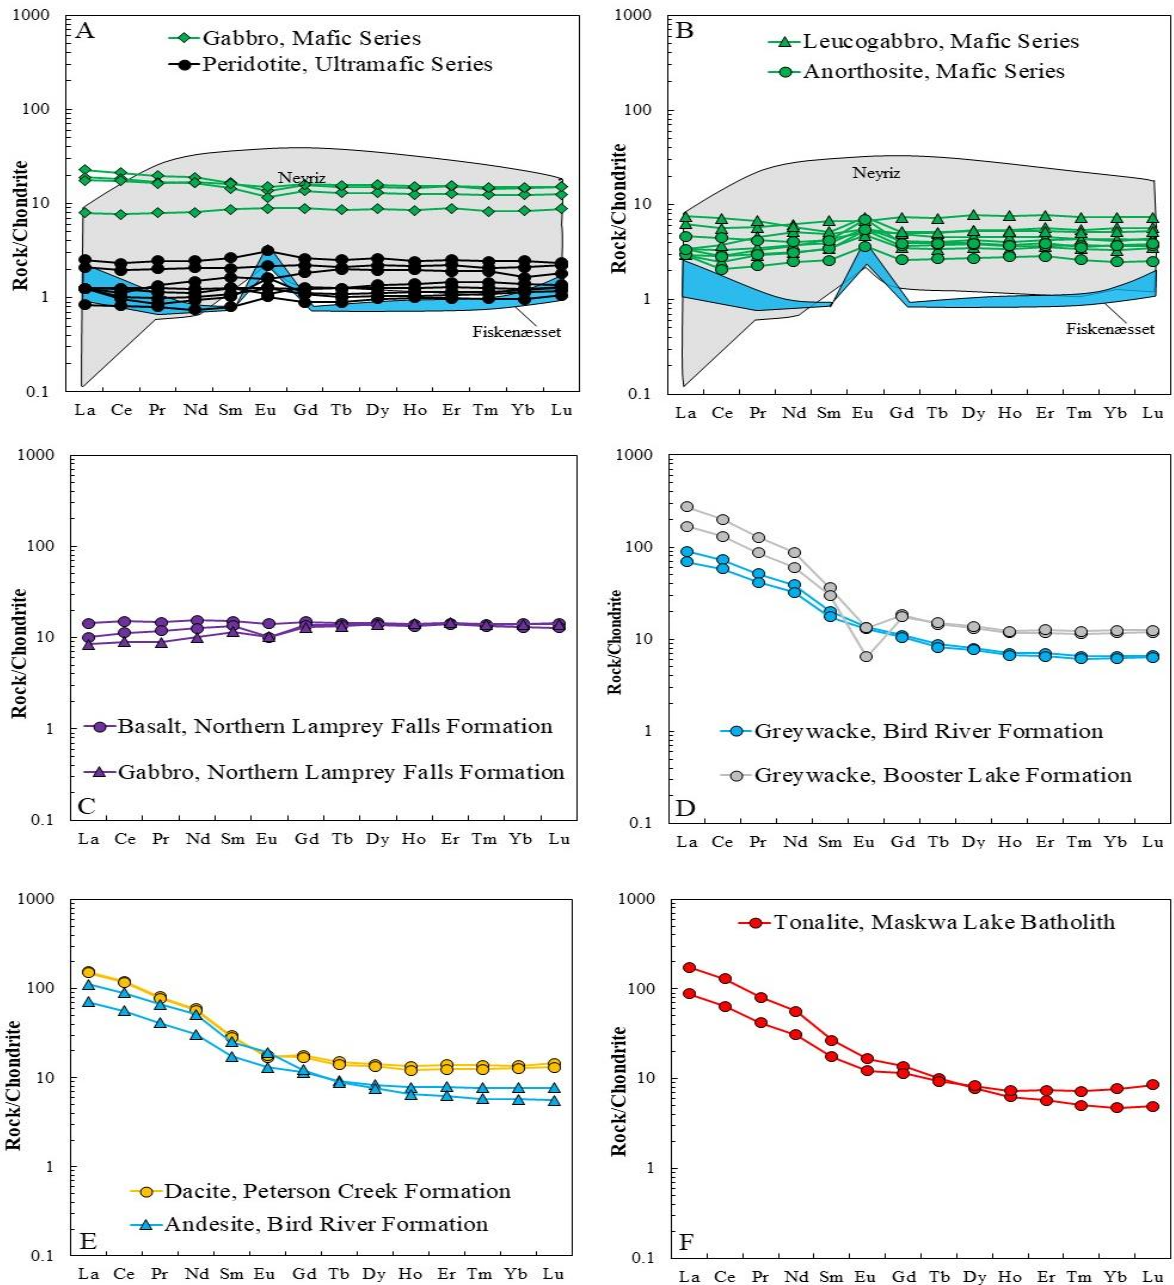 A
Gabbro, Mafic Series
Peridotite, Ultramafic Series
Neyriz
Fiskenæsset
Rock/Chondrite
1000
100
10
1
0.1
La Ce Pr Nd Sm Eu Gd Tb Dy Ho Er Tm Yb Lu
B
Leucogabbro, Mafic Series
Anorthosite, Mafic Series
Neyriz
Fiskenæsset
Rock/Chondrite
1000
100
10
1
0.1
La Ce Pr Nd Sm Eu Gd Tb Dy Ho Er Tm Yb Lu
Rock/Chondrite
1000
100
10
1
0.1
Basalt, Northern Lamprey Falls Formation
Gabbro, Northern Lamprey Falls Formation
C
La Ce Pr Nd Sm Eu Gd Tb Dy Ho Er Tm Yb Lu
Rock/Chondrite
1000
100
10
1
0.1
Greywacke, Bird River Formation
Greywacke, Booster Lake Formation
D
La Ce Pr Nd Sm Eu Gd Tb Dy Ho Er Tm Yb Lu
Rock/Chondrite
1000
100
10
1
0.1
Dacite, Peterson Creek Formation
Andesite, Bird River Formation
E
La Ce Pr Nd Sm Eu Gd Tb Dy Ho Er Tm Yb Lu
Tonalite, Maskwa Lake Batholith
Rock/Chondrite
1000
100
10
1
0.1
F
La Ce Pr Nd Sm Eu Gd Tb Dy Ho Er Tm Yb Lu